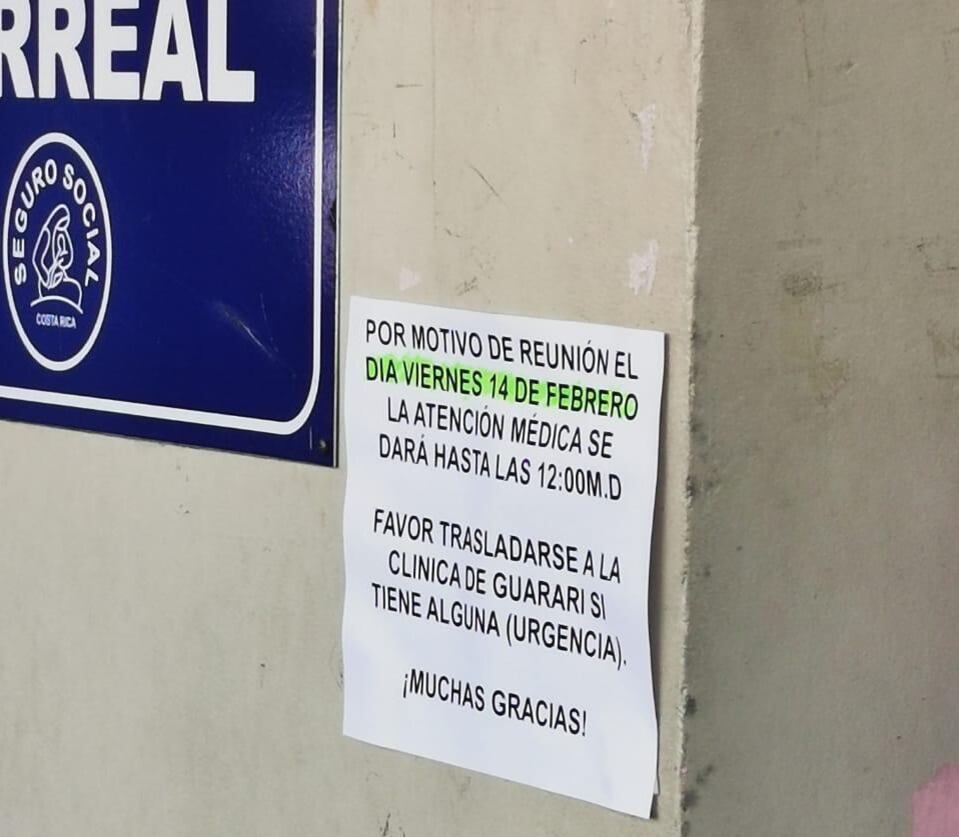 RREAL
SEGURO SOCIAL
COSTA RICA
POR MOTIVO DE REUNIÓN EL
DIA VIERNES 14 DE FEBRERO
LA ATENCIÓN MÉDICA SE
DARÁ HASTA LAS 12:00M.D
FAVOR TRASLADARSE A LA
CLINICA DE GUARARI SI
TIENE ALGUNA (URGENCIA).
¡MUCHAS GRACIAS!